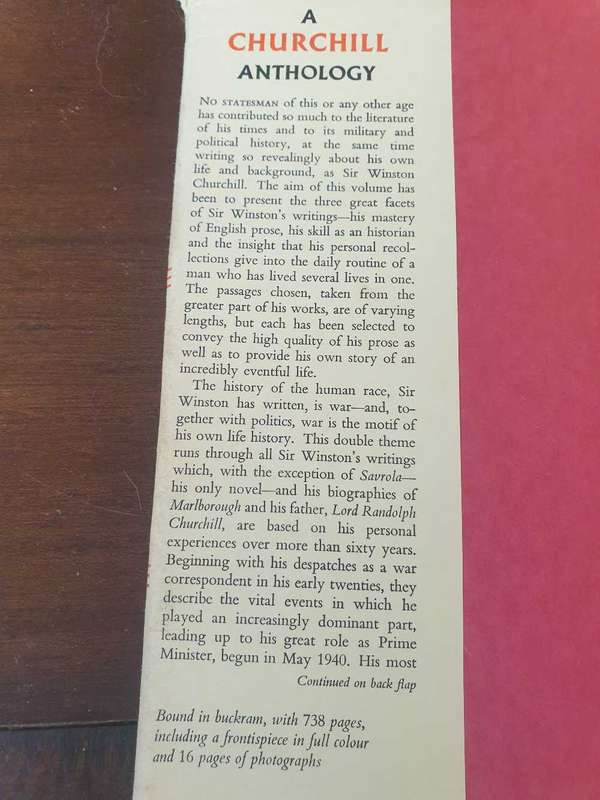 A
CHURCHILL
ANTHOLOGY
NO STATESMAN of this or any other age
has contributed so much to the literature
of his times and to its military and
political history, at the same time
writing so revealingly about his own
life and background, as Sir Winston
Churchill. The aim of this volume has
been to present the three great facets
of Sir Winston's writings—his mastery
of English prose, his skill as an historian
and the insight that his personal recol-
lections give into the daily routine of a
man who has lived several lives in one.
The passages chosen, taken from the
greater part of his works, are of varying
lengths, but each has been selected to
convey the high quality of his prose as
well as to provide his own story of an
incredibly eventful life.
The history of the human race, Sir
Winston has written, is war—and, to-
gether with politics, war is the motif of
his own life history. This double theme
runs through all Sir Winston's writings
which, with the exception of Savrola—
his only novel—and his biographies of
Marlborough and his father, Lord Randolph
Churchill, are based on his personal
experiences over more than sixty years.
Beginning with his despatches as a war
correspondent in his early twenties, they
describe the vital events in which he
played an increasingly dominant part,
leading up to his great role as Prime
Minister, begun in May 1940. His most
Continued on back flap
Bound in buckram, with 738 pages,
including a frontispiece in full colour
and 16 pages of photographs